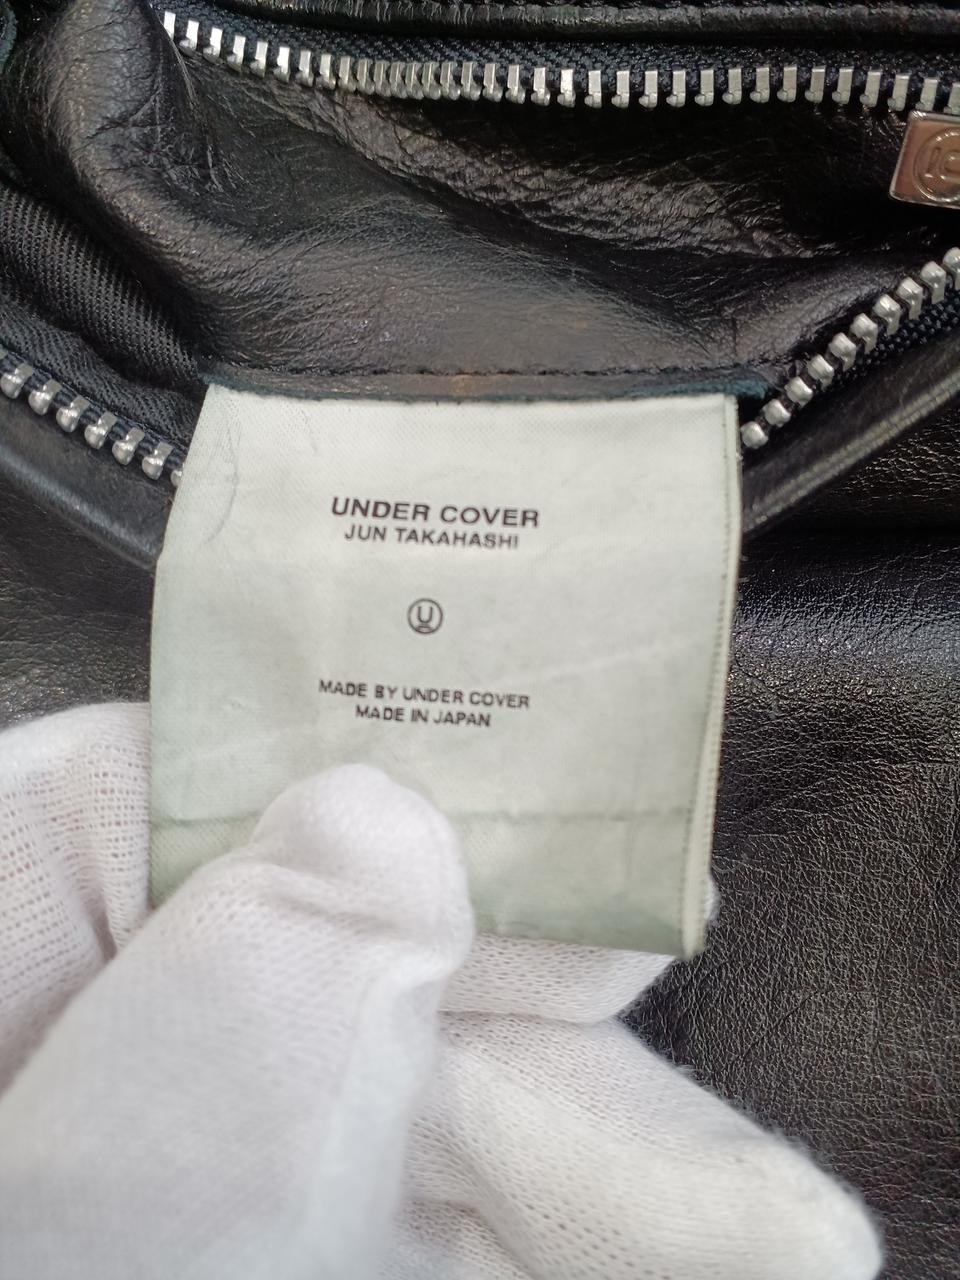 UNDER COVER
JUN TAKAHASHI
U
MADE BY UNDER COVER
MADE IN JAPAN